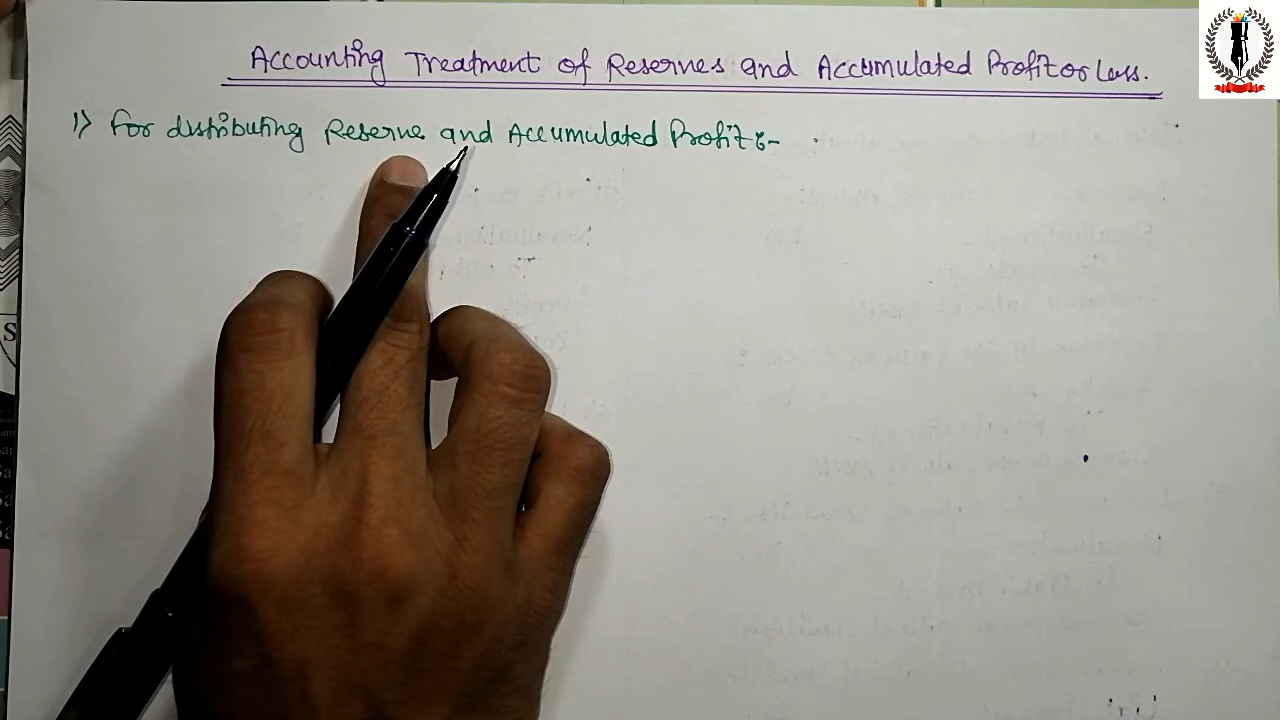 Accounting Treatment of Reserves and Accumulated Profit or Loss.
1) For distributing Reserve and Accumulated Profit :-